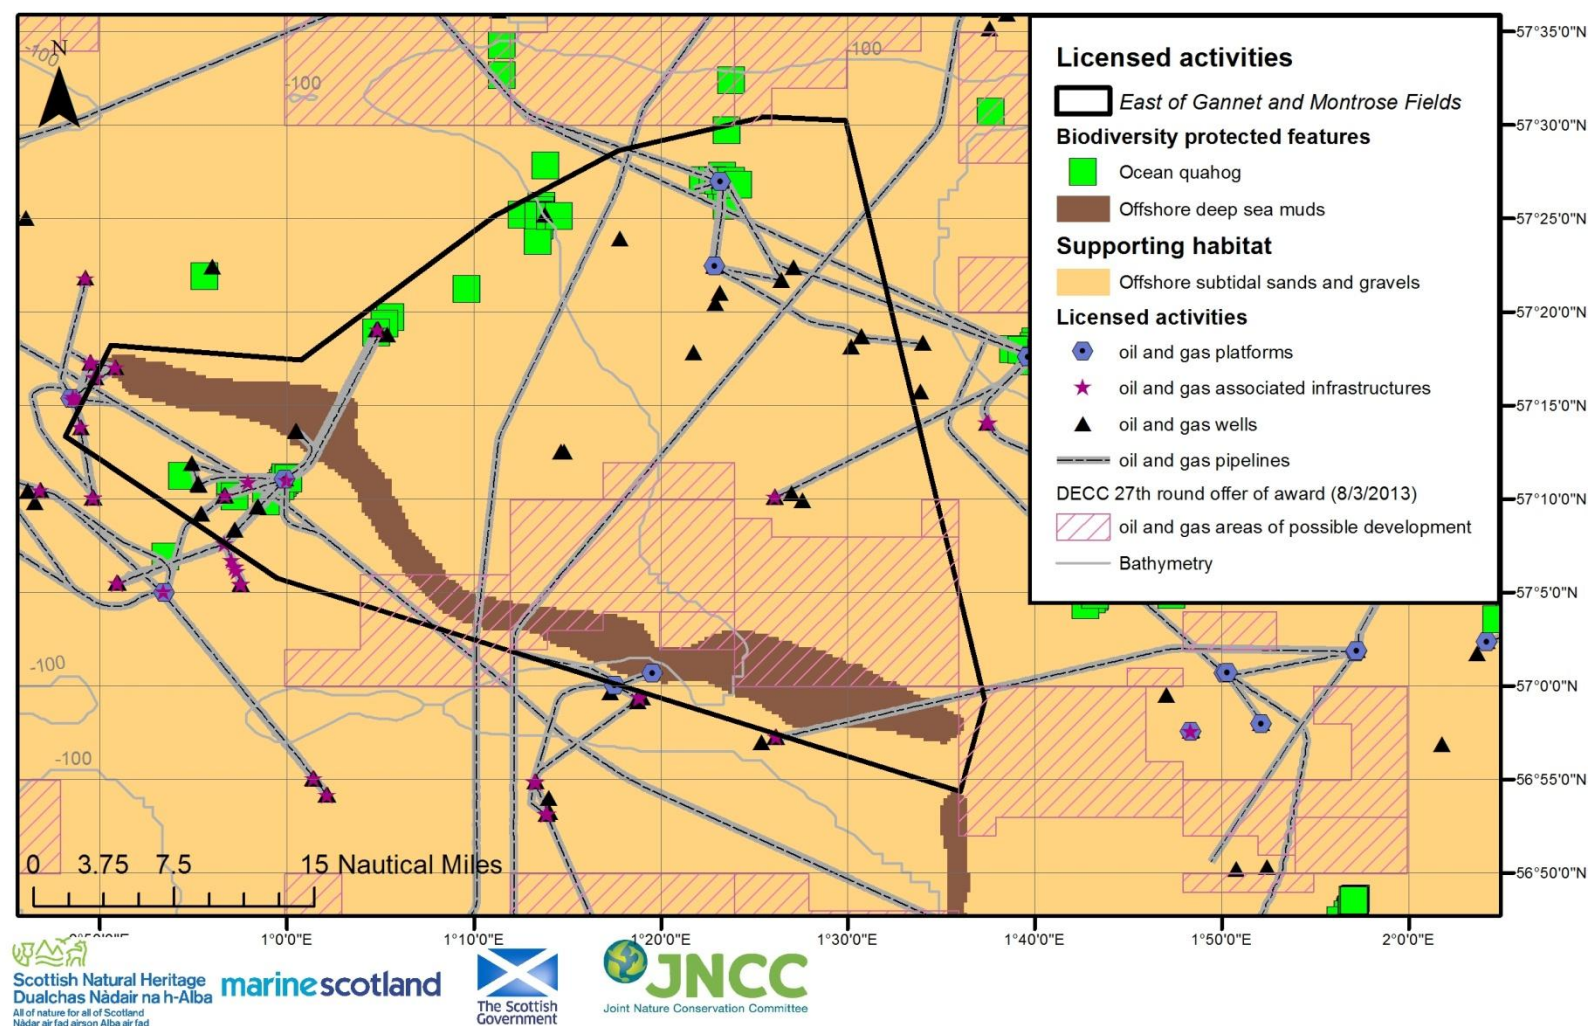 N
-100
-100
100
-100
-100
Licensed activities
East of Gannet and Montrose Fields
Biodiversity protected features
Ocean quahog
Offshore deep sea muds
Supporting habitat
Offshore subtidal sands and gravels
Licensed activities
oil and gas platforms
oil and gas associated infrastructures
oil and gas wells
oil and gas pipelines
DECC 27th round offer of award (8/3/2013)
oil and gas areas of possible development
Bathymetry
57°35'0"N
57°30'0"N
57°25'0"N
57°20'0"N
57°15'0"N
57°10'0"N
57°5'0"N
57°0'0"N
56°55'0"N
56°50'0"N
0 3.75 7.5 15 Nautical Miles
1°0'0"E 1°10'0"E 1°20'0"E 1°30'0"E 1°40'0"E 1°50'0"E 2°0'0"E
Scottish Natural Heritage
Dualchas Nàdair na h-Alba
All of nature for all of Scotland
Nàdar air fad airson Alba air fad
marinescotland
The Scottish
Government
JNCC
Joint Nature Conservation Committee